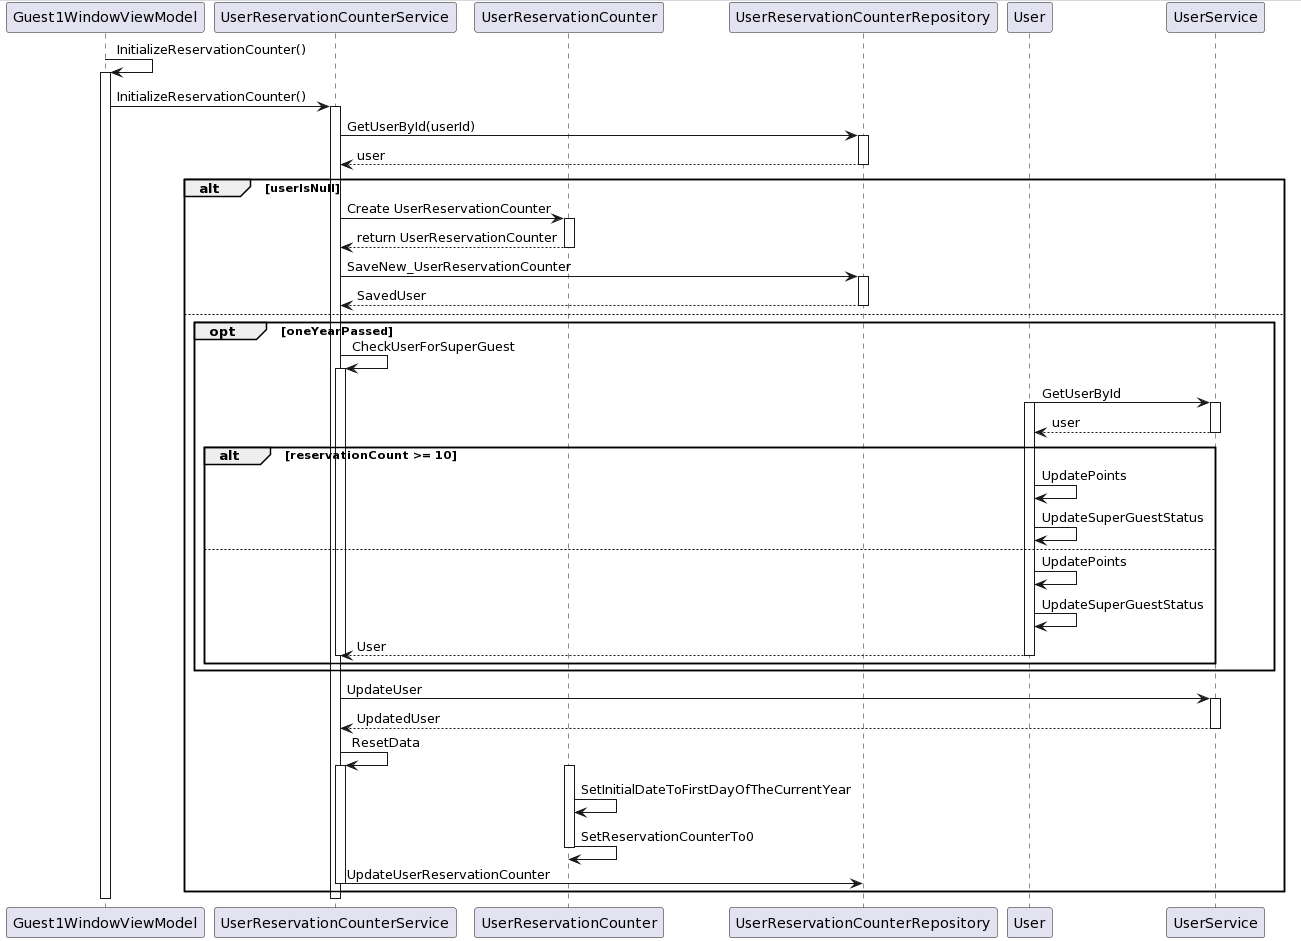 Guest1WindowViewModel UserReservationCounterService UserReservationCounter UserReservationCounterRepository User UserService
InitializeReservationCounter()
InitializeReservationCounter()
GetUserById(userId)
user
alt [userIsNull]
Create UserReservationCounter
return UserReservationCounter
SaveNew_UserReservationCounter
SavedUser
opt [oneYearPassed]
CheckUserForSuperGuest
GetUserById
user
alt [reservationCount >= 10]
UpdatePoints
UpdateSuperGuestStatus
UpdatePoints
UpdateSuperGuestStatus
User
UpdateUser
UpdatedUser
ResetData
SetInitialDateToFirstDayOfTheCurrentYear
SetReservationCounterTo0
UpdateUserReservationCounter
Guest1WindowViewModel UserReservationCounterService UserReservationCounter UserReservationCounterRepository User UserService